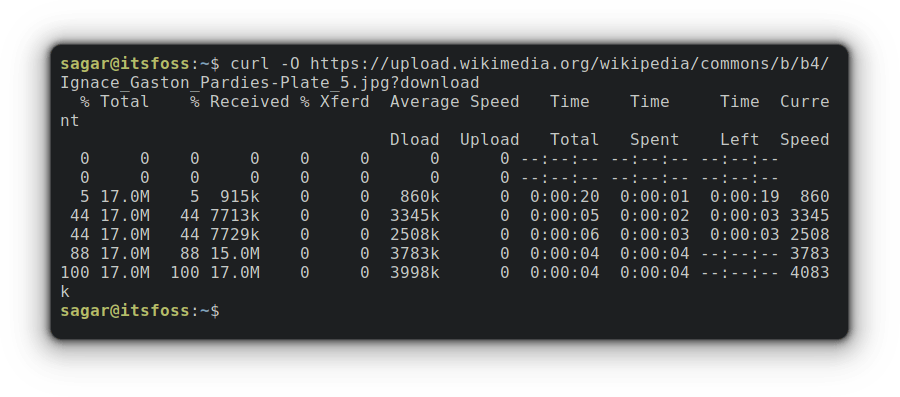 sagar@itsfoss:~$ curl -O https://upload.wikimedia.org/wikipedia/commons/b/b4/
Ignace_Gaston_Pardies-Plate_5.jpg?download
  % Total    % Received % Xferd  Average Speed   Time    Time     Time  Curre
nt
                                 Dload  Upload   Total   Spent    Left  Speed
  0     0    0     0    0     0      0      0 --:--:-- --:--:-- --:--:--
  0     0    0     0    0     0      0      0 --:--:-- --:--:-- --:--:--
  5 17.0M    5  915k    0     0   860k      0  0:00:20  0:00:01  0:00:19  860
 44 17.0M   44 7713k    0     0  3345k      0  0:00:05  0:00:02  0:00:03 3345
 44 17.0M   44 7729k    0     0  2508k      0  0:00:06  0:00:03  0:00:03 2508
 88 17.0M   88 15.0M    0     0  3783k      0  0:00:04  0:00:04 --:--:-- 3783
100 17.0M  100 17.0M    0     0  3998k      0  0:00:04  0:00:04 --:--:-- 4083
k
sagar@itsfoss:~$